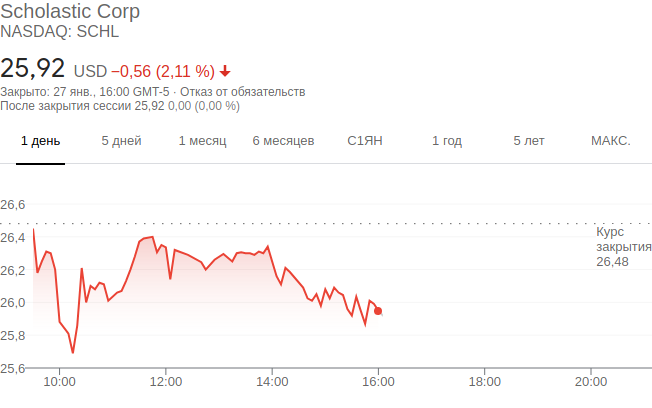 Scholastic Corp
NASDAQ: SCHL
25,92 USD −0,56 (2,11 %)
Закрыто: 27 янв., 16:00 GMT-5 · Отказ от обязательств
После закрытия сессии 25,92 0,00 (0,00 %)
1 день 5 дней 1 месяц 6 месяцев С1ЯН 1 год 5 лет МАКС.
26,6
26,4
Курс
закрытия
26,48
26,2
26,0
25,8
25,6
10:00 12:00 14:00 16:00 18:00 20:00